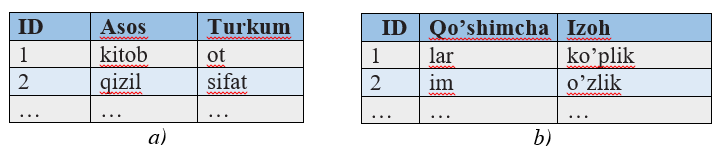 ID Asos Turkum
1 kitob ot
2 qizil sifat
… … …
a)
ID Qo’shimcha Izoh
1 lar ko’plik
2 im o’zlik
… … …
b)